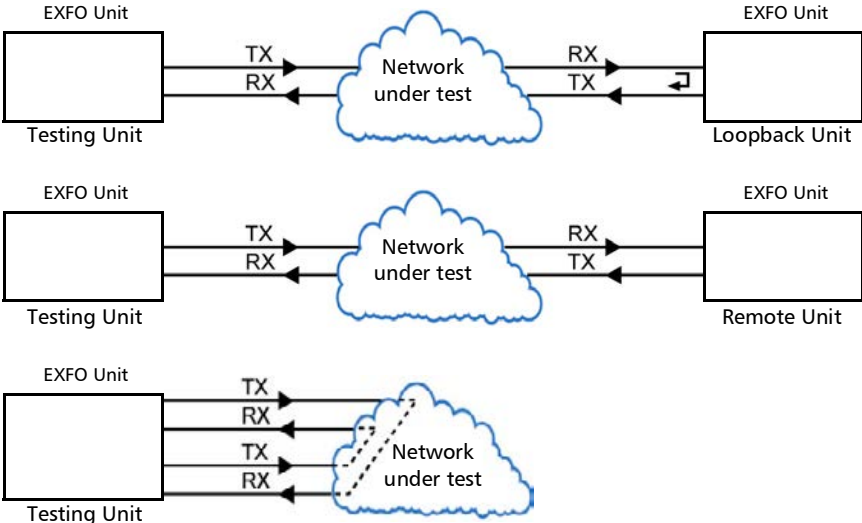 EXFO Unit
EXFO Unit
TX
RX
Network
under test
RX
TX
Testing Unit
Loopback Unit
EXFO Unit
EXFO Unit
TX
RX
Network
under test
RX
TX
Testing Unit
Remote Unit
EXFO Unit
TX
RX
TX
RX
Network
under test
Testing Unit